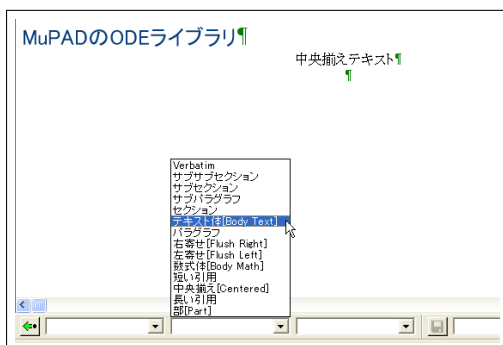 MuPADのODEライブラリ¶
中央揃えテキスト¶
¶
Verbatim
サブサブセクション
サブセクション
サブパラグラフ
セクション
テキスト体[Body Text]
パラグラフ
右寄せ[Flush Right]
左寄せ[Flush Left]
数式体[Body Math]
短い引用
中央揃え[Centered]
長い引用
部[Part]